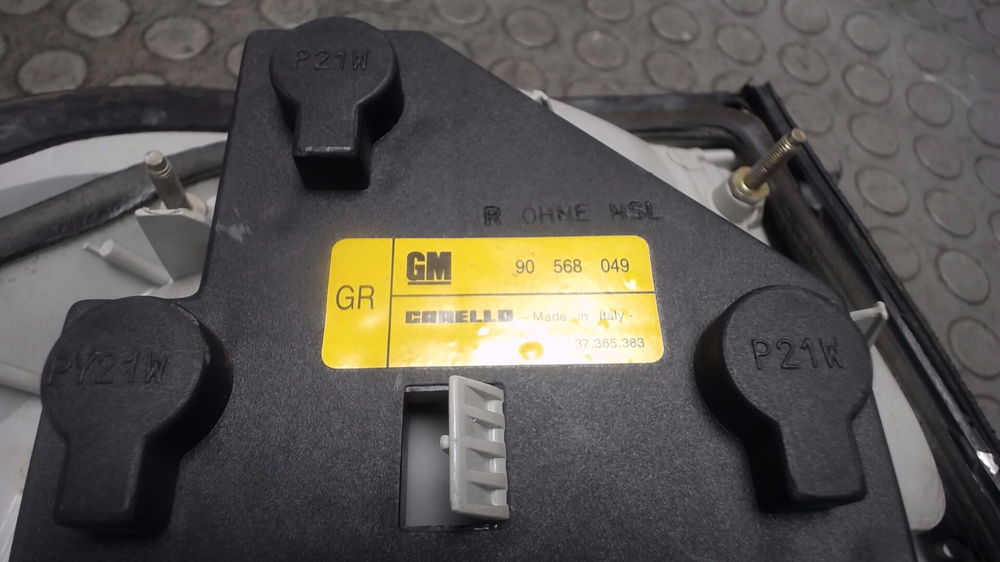 P21W
R OHNE NSL
GR
GM 90 568 049
CARELLO - Made in Italy -
37.365.383
PY21W
P21W